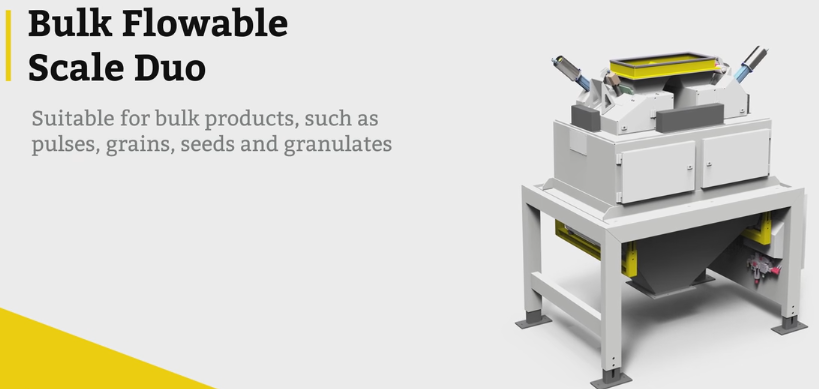 Bulk Flowable
Scale Duo
Suitable for bulk products, such as
pulses, grains, seeds and granulates